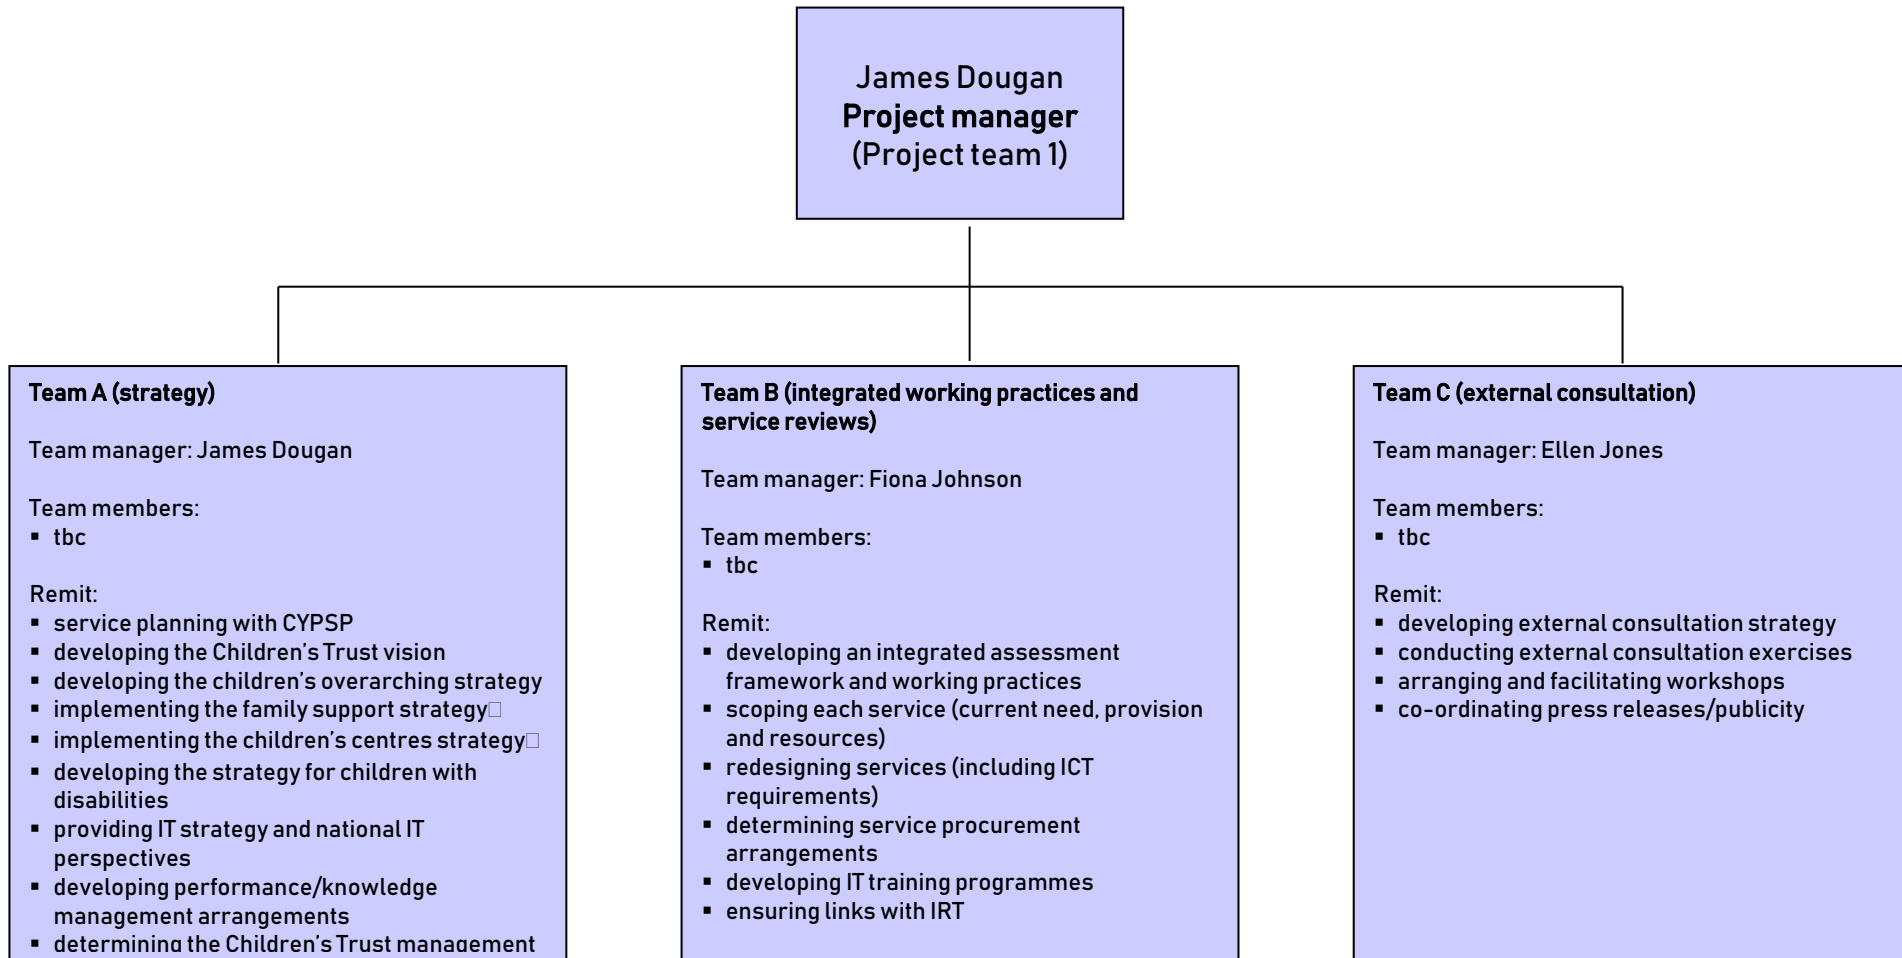 James Dougan
Project manager
(Project team 1)
Team A (strategy)
Team manager: James Dougan
Team members:
▪ tbc
Remit:
▪ service planning with CYPSP
▪ developing the Children’s Trust vision
▪ developing the children’s overarching strategy
▪ implementing the family support strategy□
▪ implementing the children’s centres strategy□
▪ developing the strategy for children with
disabilities
▪ providing IT strategy and national IT
perspectives
▪ developing performance/knowledge
management arrangements
▪ determining the Children’s Trust management
Team B (integrated working practices and
service reviews)
Team manager: Fiona Johnson
Team members:
▪ tbc
Remit:
▪ developing an integrated assessment
framework and working practices
▪ scoping each service (current need, provision
and resources)
▪ redesigning services (including ICT
requirements)
▪ determining service procurement
arrangements
▪ developing IT training programmes
▪ ensuring links with IRT
Team C (external consultation)
Team manager: Ellen Jones
Team members:
▪ tbc
Remit:
▪ developing external consultation strategy
▪ conducting external consultation exercises
▪ arranging and facilitating workshops
▪ co-ordinating press releases/publicity